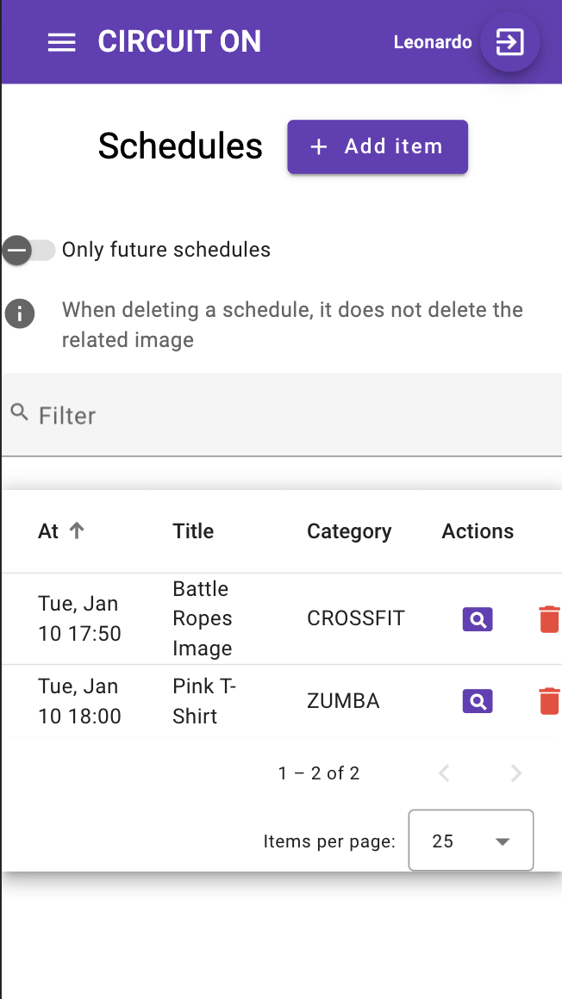 CIRCUIT ON
Leonardo
Schedules
+ Add item
Only future schedules
When deleting a schedule, it does not delete the
related image
Filter
At
Title
Category
Actions
Tue, Jan
10 17:50
Battle
Ropes
Image
CROSSFIT
Tue, Jan
10 18:00
Pink T-
Shirt
ZUMBA
1 – 2 of 2
Items per page:
25